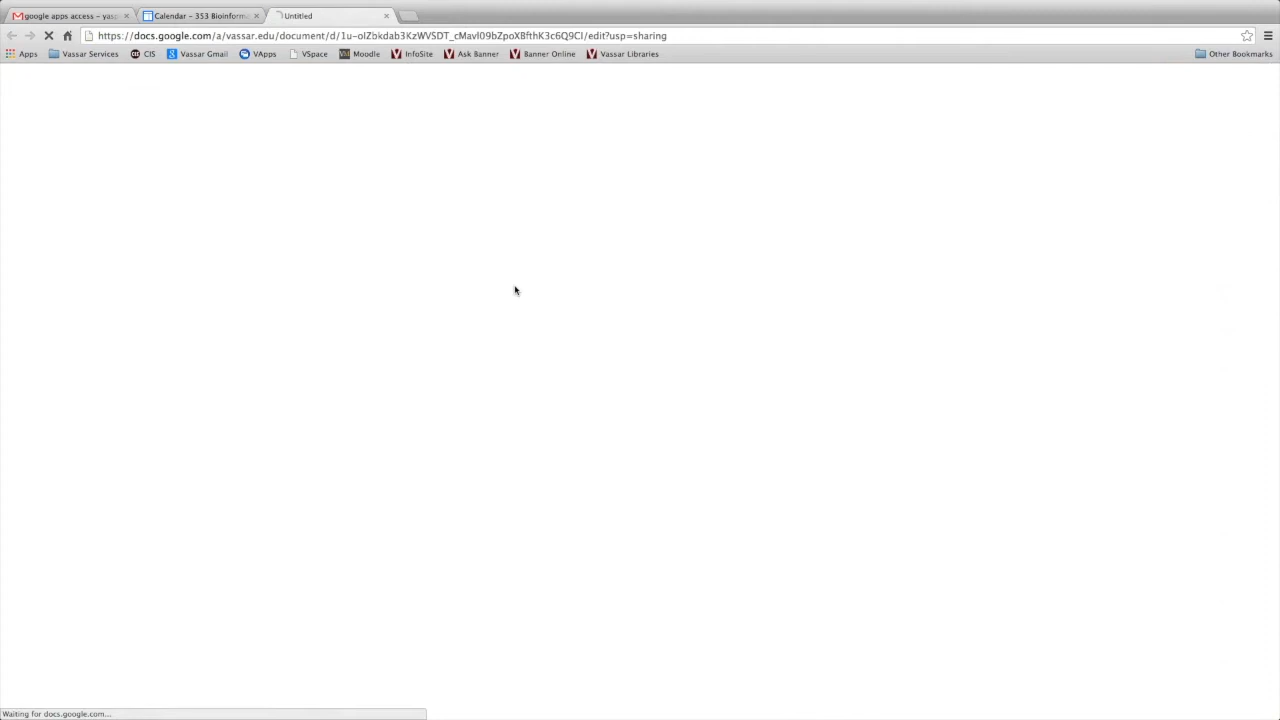 google apps access - yasp
Calendar - 353 Bioinform
Untitled
https://docs.google.com/a/vassar.edu/document/d/1u-oIZbkdab3KzWVSDT_cMavI09bZpoXBfthK3c6Q9CI/edit?usp=sharing
Apps Vassar Services CIS Vassar Gmail VApps VSpace Moodle InfoSite Ask Banner Banner Online Vassar Libraries Other Bookmarks
Waiting for docs.google.com...